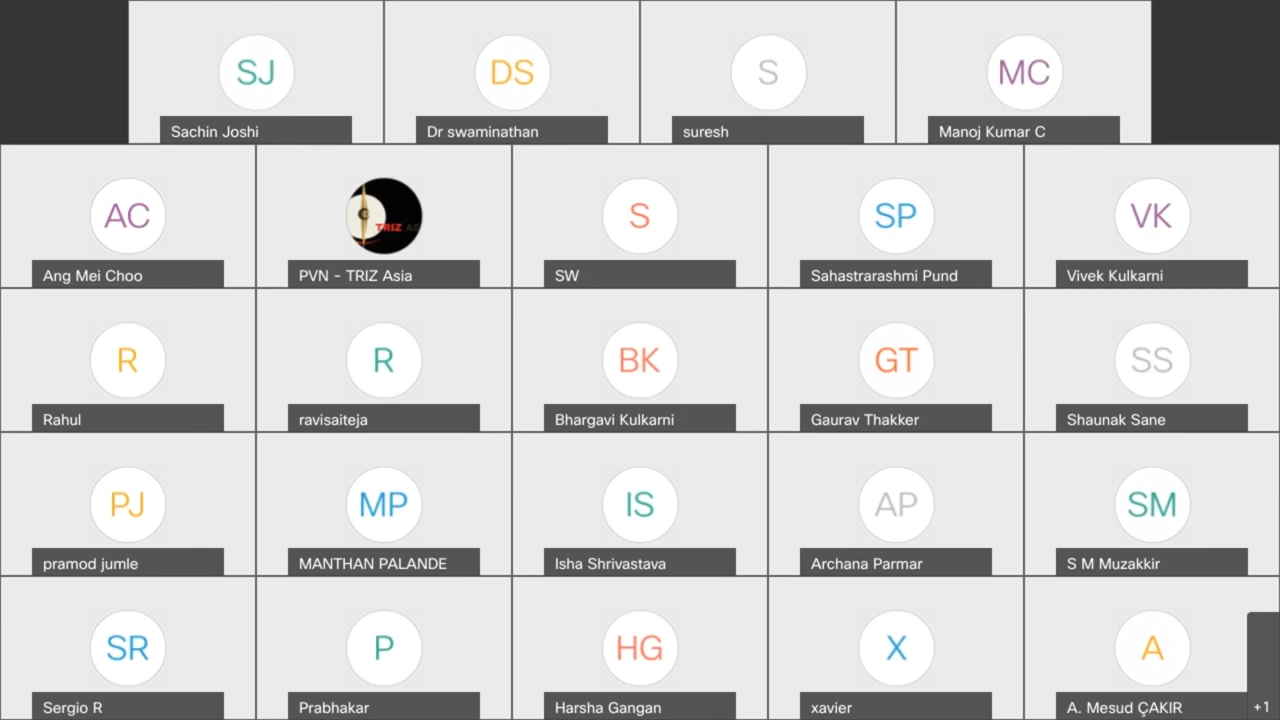 SJ
Sachin Joshi
DS
Dr swaminathan
S
suresh
MC
Manoj Kumar C
AC
Ang Mei Choo
TRIZ AS
PVN - TRIZ Asia
S
SW
SP
Sahastrarashmi Pund
VK
Vivek Kulkarni
R
Rahul
R
ravisaiteja
BK
Bhargavi Kulkarni
GT
Gaurav Thakker
SS
Shaunak Sane
PJ
pramod jumle
MP
MANTHAN PALANDE
IS
Isha Shrivastava
AP
Archana Parmar
SM
S M Muzakkir
SR
Sergio R
P
Prabhakar
HG
Harsha Gangan
X
xavier
A
A. Mesud ÇAKIR
+1